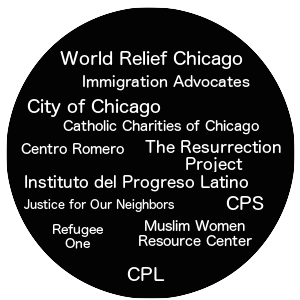 World Relief Chicago
Immigration Advocates
City of Chicago
Catholic Charities of Chicago
Centro Romero
The Resurrection
Project
Instituto del Progreso Latino
Justice for Our Neighbors
CPS
Refugee
One
Muslim Women
Resource Center
CPL